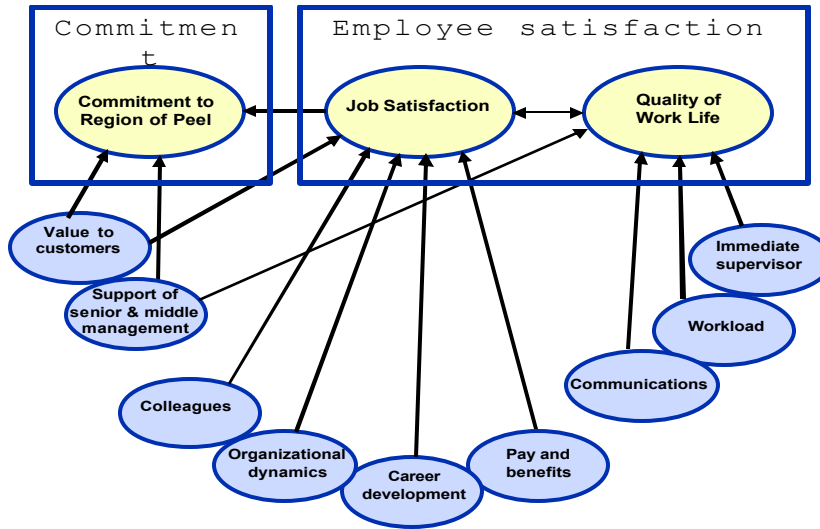 Commitmen
t
Employee satisfaction
Commitment to
Region of Peel
Job Satisfaction
Quality of
Work Life
Value to
customers
Support of
senior & middle
management
Immediate
supervisor
Workload
Communications
Colleagues
Organizational
dynamics
Career
development
Pay and
benefits